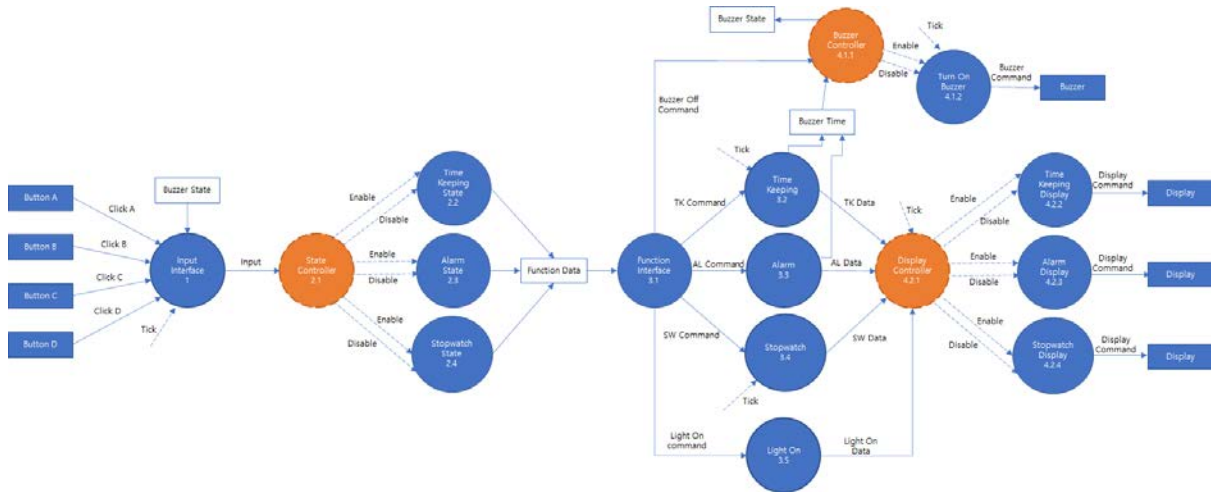 Buzzer State
Buzzer
Controller
4.1.1
Tick
Enable
Disable
Turn On
Buzzer
4.1.2
Buzzer
Command
Buzzer
Buzzer Off
Command
Buzzer Time
Button A
Button B
Button C
Button D
Click A
Click B
Click C
Click D
Tick
Buzzer State
Input
Interface
1
Input
State
Controller
2.1
Enable
Disable
Enable
Disable
Enable
Disable
Time
Keeping
State
2.2
Alarm
State
2.3
Stopwatch
State
2.4
Function Data
Function
Interface
3.1
TK Command
AL Command
SW Command
Light On
command
Tick
Time
Keeping
3.2
Alarm
3.3
Stopwatch
3.4
Tick
Light On
3.5
TK Data
AL Data
SW Data
Light On
Data
Tick
Display
Controller
4.2.1
Enable
Disable
Enable
Disable
Enable
Disable
Time
Keeping
Display
4.2.2
Alarm
Display
4.2.3
Stopwatch
Display
4.2.4
Display
Command
Display
Display
Command
Display
Display
Command
Display